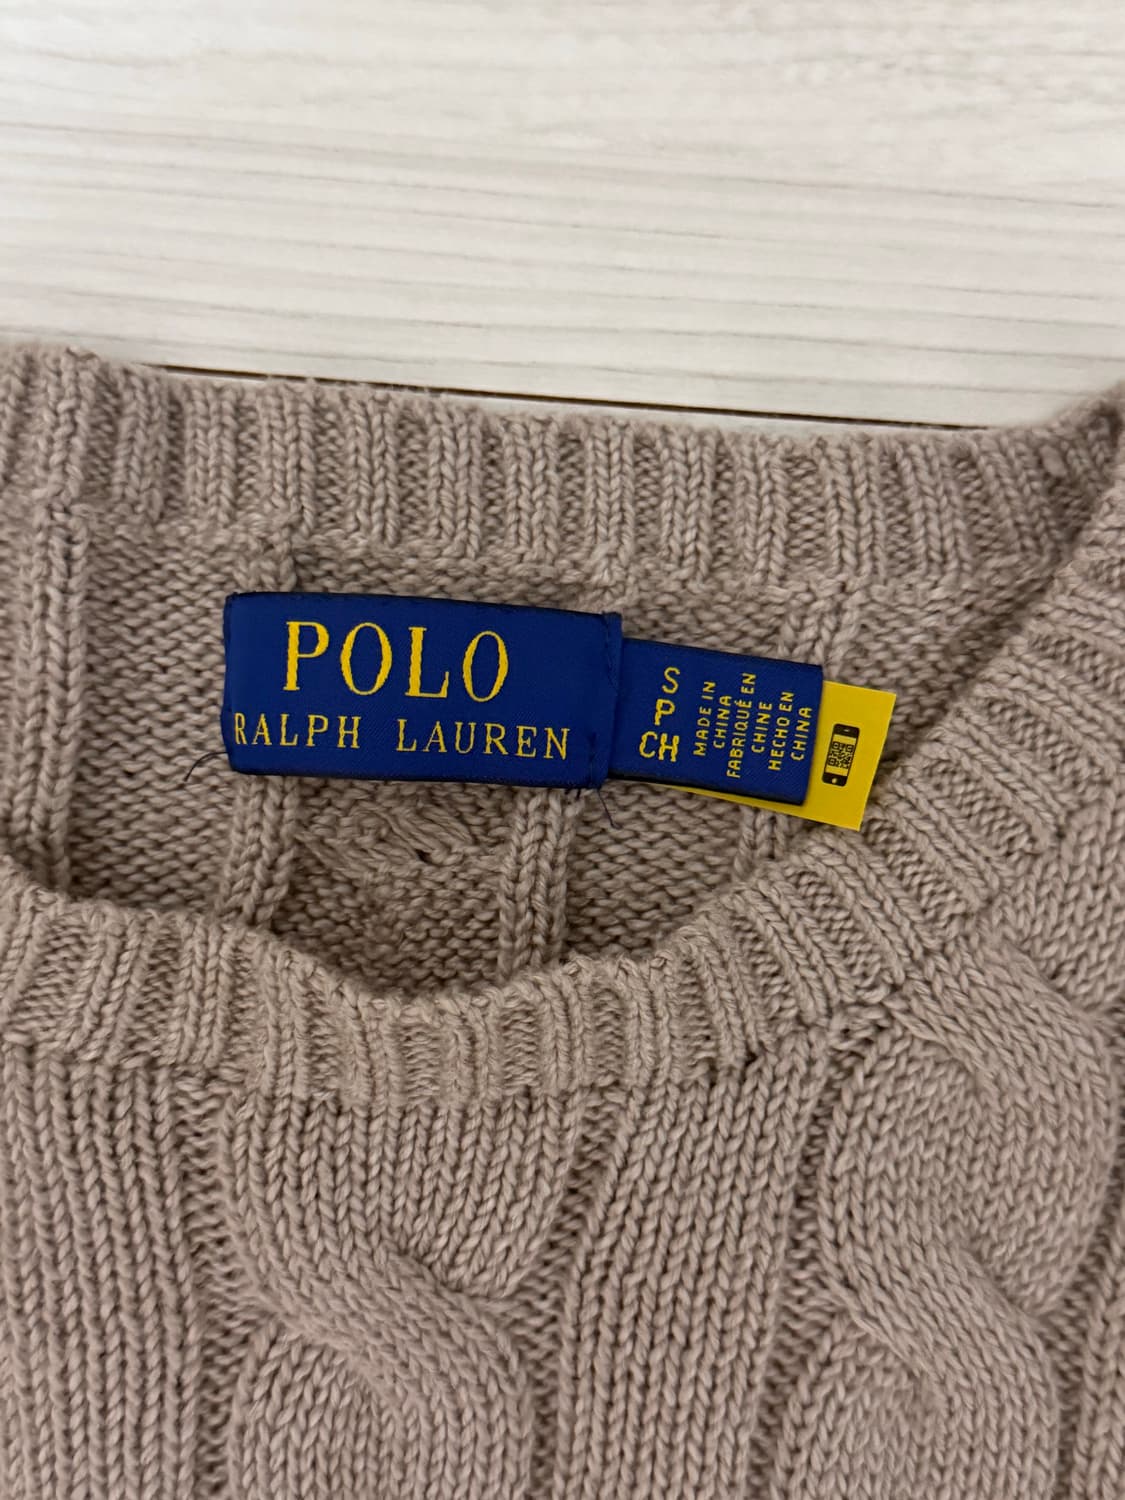 POLO
RALPH LAUREN
S
P
CH
MADE IN
CHINA
FABRIQUÉ EN
CHINE
HECHO EN
CHINA